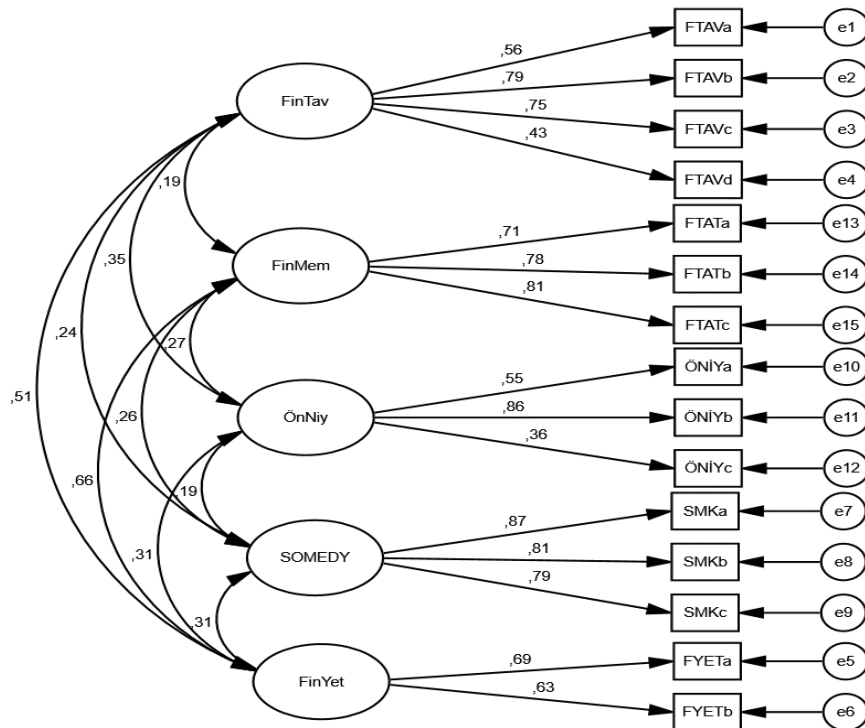 FTAVa
e1
,56
FTAVb
e2
,79
FinTav
,75
FTAVc
e3
,43
FTAVd
e4
,19
FTATa
e13
,71
,35
FinMem
,78
FTATb
e14
,81
FTATc
e15
,24
,27
ÖNİYa
e10
,55
,51
,26
ÖnNiy
,86
ÖNİYb
e11
,36
ÖNİYc
e12
,66
,19
SMKa
e7
,87
,31
SOMEDY
,81
SMKb
e8
,79
SMKc
e9
,31
FYETa
e5
,69
FinYet
,63
FYETb
e6